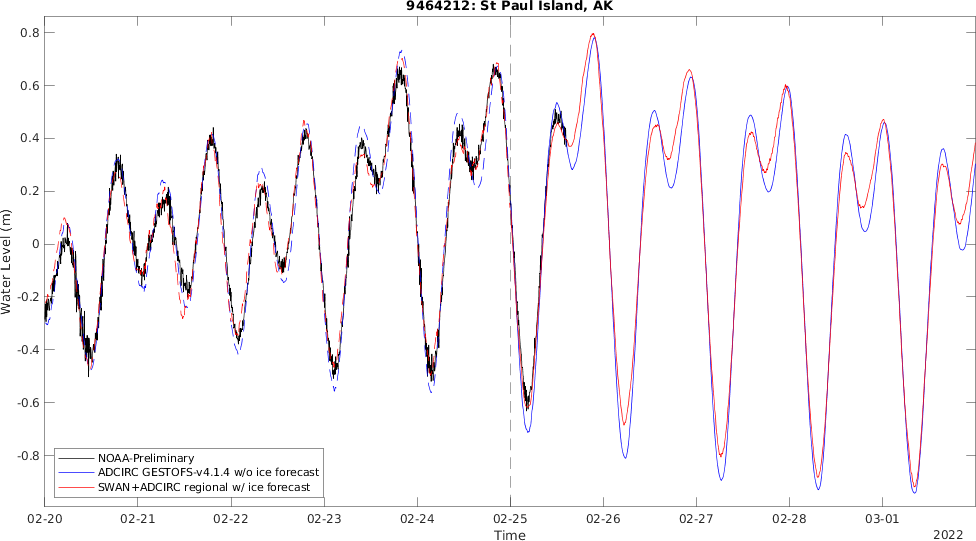 9464212: St Paul Island, AK
0.8
0.6
0.4
0.2
0
-0.2
-0.4
-0.6
-0.8
Water Level (m)
NOAA-Preliminary
ADCIRC GESTOFS-v4.1.4 w/o ice forecast
SWAN+ADCIRC regional w/ ice forecast
02-20 02-21 02-22 02-23 02-24 02-25 02-26 02-27 02-28 03-01
Time
2022